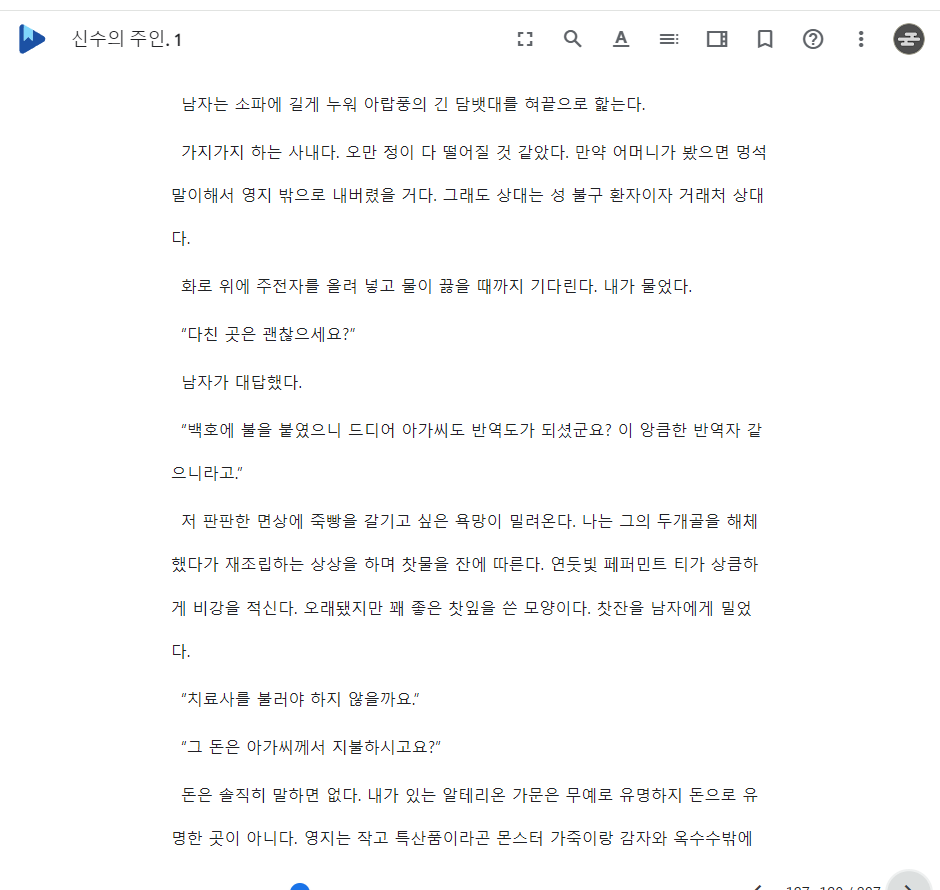 신수의 주인. 1
남자는 소파에 길게 누워 아랍풍의 긴 담뱃대를 혀끝으로 핥는다.
가지가지 하는 사내다. 오만 정이 다 떨어질 것 같았다. 만약 어머니가 봤으면 멍석
말이해서 영지 밖으로 내버렸을 거다. 그래도 상대는 성 불구 환자이자 거래처 상대
다.
화로 위에 주전자를 올려 넣고 물이 끓을 때까지 기다린다. 내가 물었다.
“다친 곳은 괜찮으세요?”
남자가 대답했다.
“백호에 불을 붙였으니 드디어 아가씨도 반역도가 되셨군요? 이 앙큼한 반역자 같
으니라고.”
저 판판한 면상에 죽빵을 갈기고 싶은 욕망이 밀려온다. 나는 그의 두개골을 해체
했다가 재조립하는 상상을 하며 찻물을 잔에 따른다. 연둣빛 페퍼민트 티가 상큼하
게 비강을 적신다. 오래됐지만 꽤 좋은 찻잎을 쓴 모양이다. 찻잔을 남자에게 밀었
다.
“치료사를 불러야 하지 않을까요.”
“그 돈은 아가씨께서 지불하시고요?”
돈은 솔직히 말하면 없다. 내가 있는 알테리온 가문은 무예로 유명하지 돈으로 유
명한 곳이 아니다. 영지는 작고 특산품이라곤 몬스터 가죽이랑 감자와 옥수수밖에